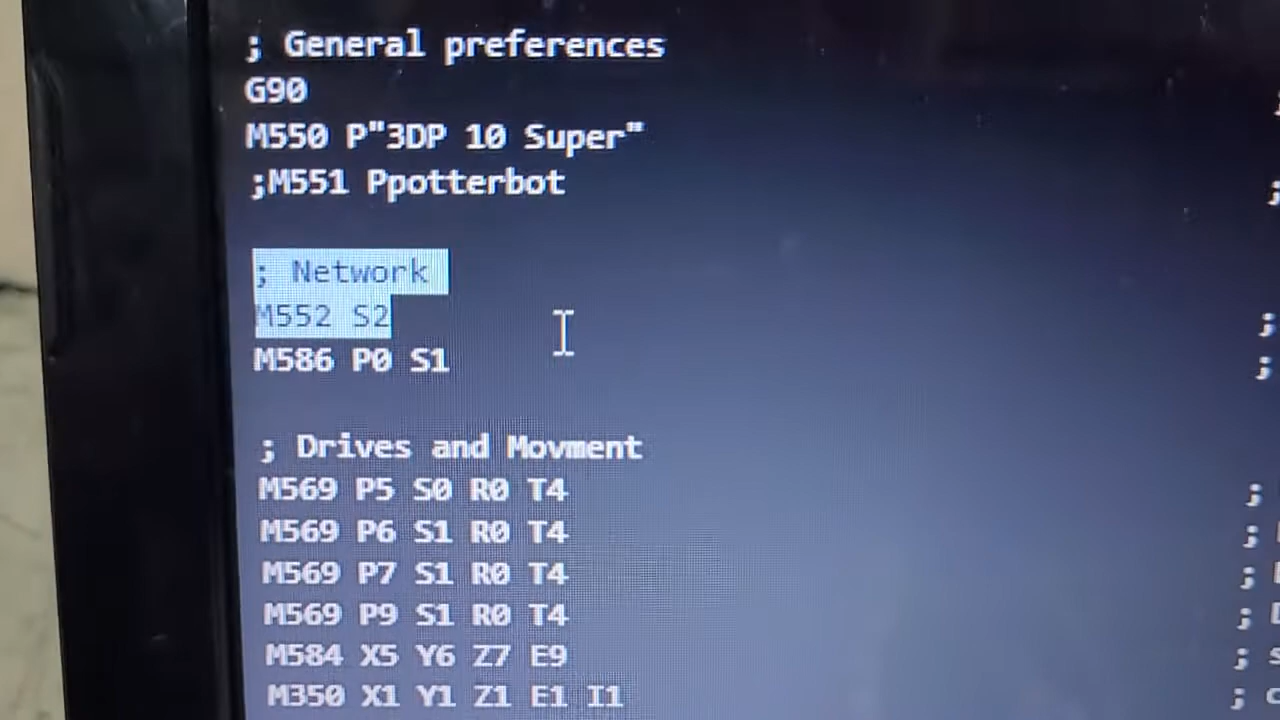 ; General preferences
G90
M550 P"3DP 10 Super"
;M551 Ppotterbot
; Network
M552 S2
M586 P0 S1
; Drives and Movment
M569 P5 S0 R0 T4
M569 P6 S1 R0 T4
M569 P7 S1 R0 T4
M569 P9 S1 R0 T4
M584 X5 Y6 Z7 E9
M350 X1 Y1 Z1 E1 I1